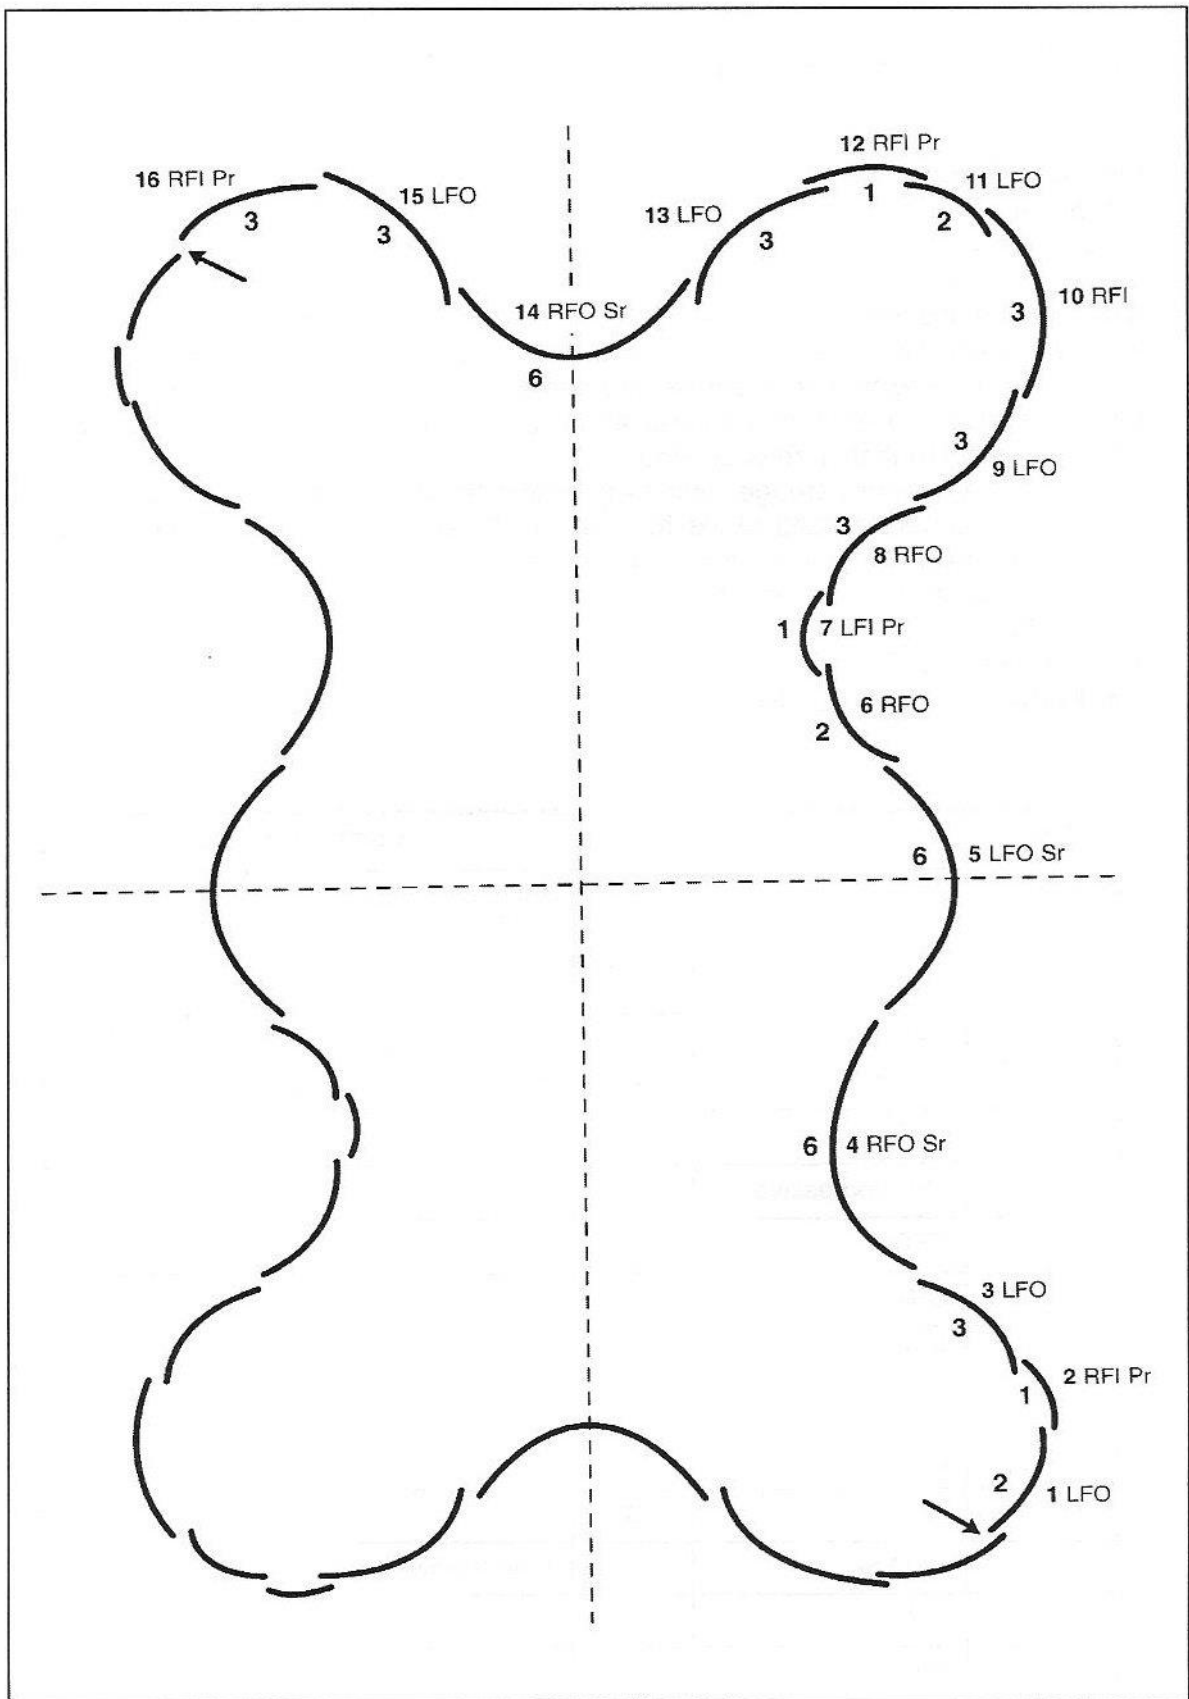 12 RFI Pr
16 RFI Pr
11 LFO
15 LFO
1
13 LFO
2
3
3
3
10 RFI
14 RFO Sr
3
6
3
9 LFO
3
8 RFO
1 7 LFI Pr
6 RFO
2
6 5 LFO Sr
6 4 RFO Sr
3 LFO
3
2 RFI Pr
1
2
1 LFO